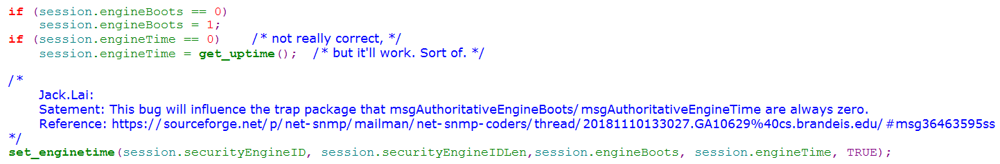 if (session.engineBoots == 0)
    session.engineBoots = 1;
if (session.engineTime == 0)    /* not really correct, */
    session.engineTime = get_uptime();  /* but it'll work. Sort of. */
/*
    Jack.Lai:
    Satement: This bug will influence the trap package that msgAuthoritativeEngineBoots/msgAuthoritativeEngineTime are always zero.
    Reference: https://sourceforge.net/p/net-snmp/mailman/net-snmp-coders/thread/20181110133027.GA10629%40cs.brandeis.edu/#msg36463595ss
*/
set_enginetime(session.securityEngineID, session.securityEngineIDLen,session.engineBoots, session.engineTime, TRUE);